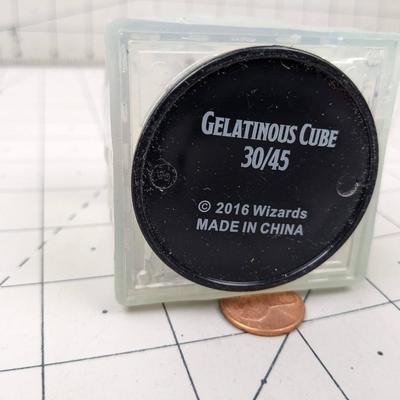 GELATINOUS CUBE
30/45
© 2016 Wizards
MADE IN CHINA